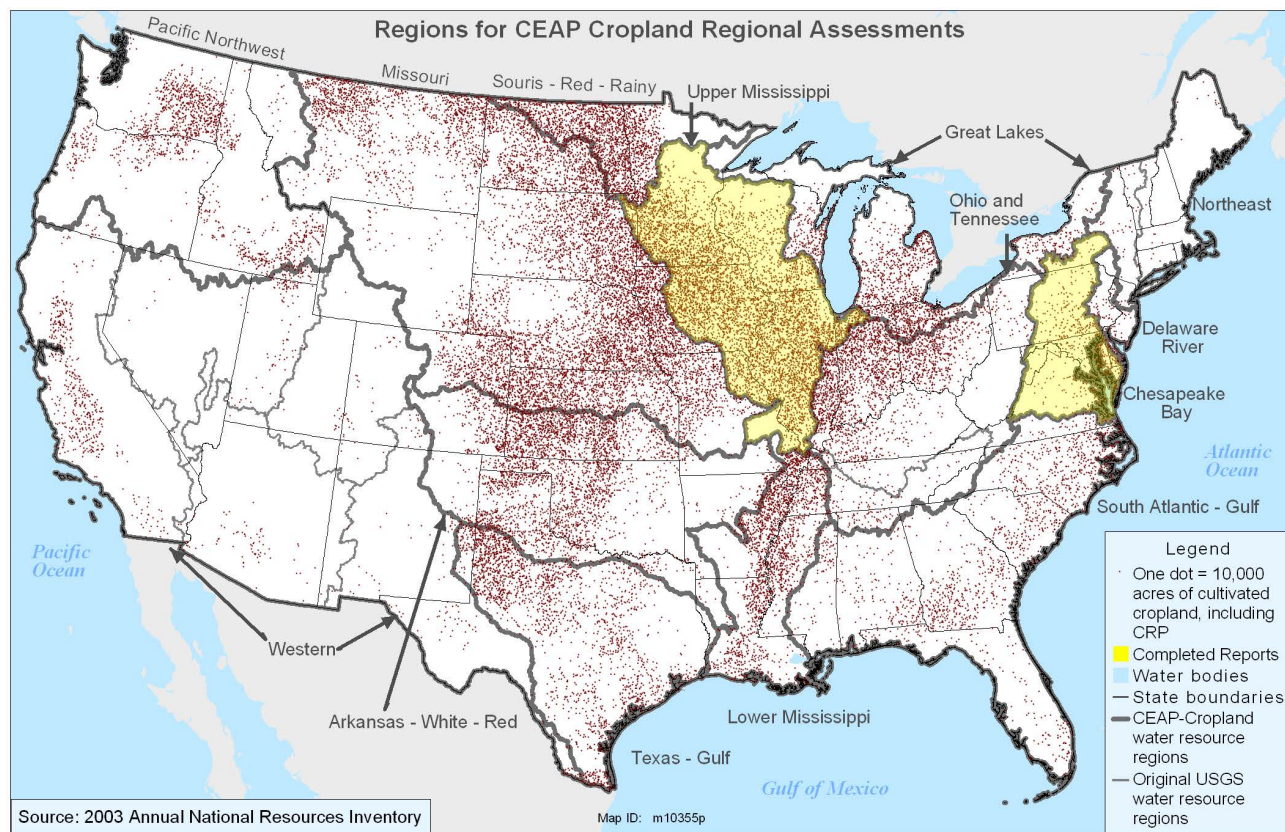 Regions for CEAP Cropland Regional Assessments
Pacific Northwest
Missouri
Souris - Red - Rainy
Upper Mississippi
Great Lakes
Ohio and
Tennessee
Northeast
Delaware
River
Chesapeake
Bay
Atlantic
Ocean
South Atlantic - Gulf
Pacific
Ocean
Western
Arkansas - White - Red
Lower Mississippi
Texas - Gulf
Gulf of Mexico
Legend
One dot = 10,000
acres of cultivated
cropland, including
CRP
Completed Reports
Water bodies
State boundaries
CEAP-Cropland
water resource
regions
Original USGS
water resource
regions
Source: 2003 Annual National Resources Inventory
Map ID: m10355p